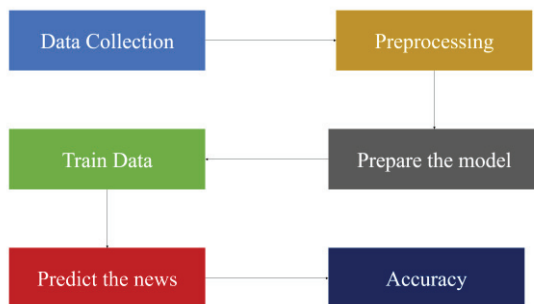 Data Collection
Preprocessing
Prepare the model
Train Data
Predict the news
Accuracy